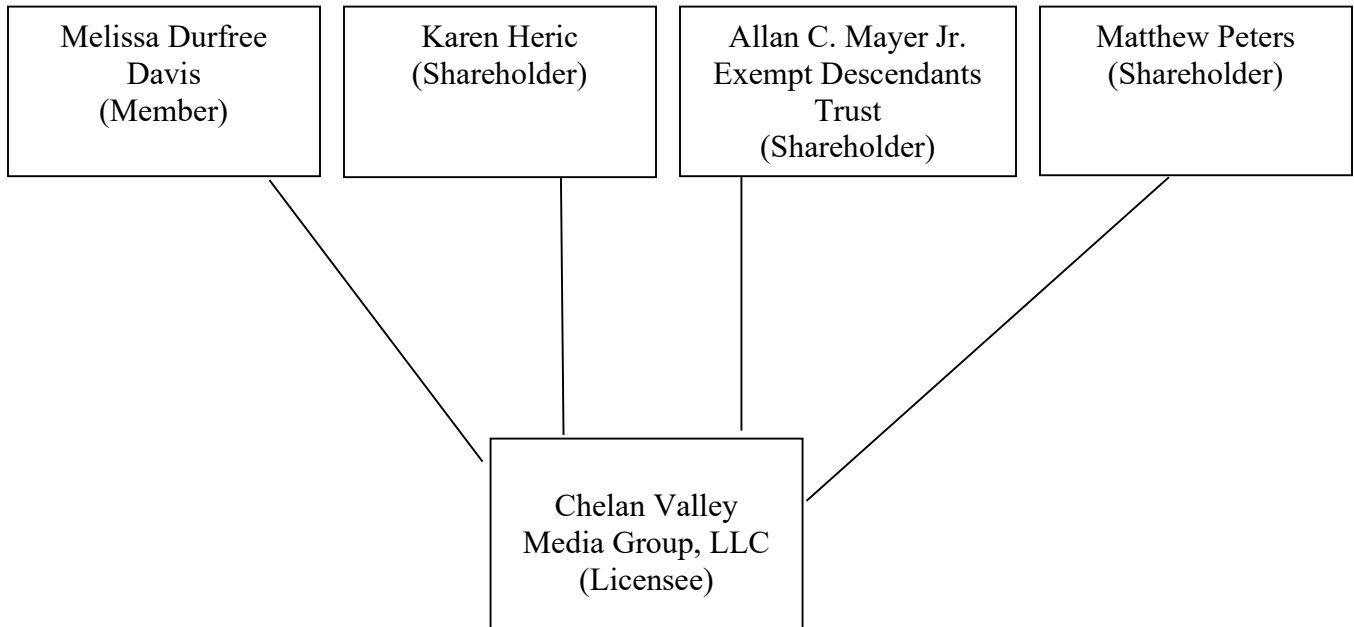 Melissa Durfree
Davis
(Member)
Karen Heric
(Shareholder)
Allan C. Mayer Jr.
Exempt Descendants
Trust
(Shareholder)
Matthew Peters
(Shareholder)
Chelan Valley
Media Group, LLC
(Licensee)